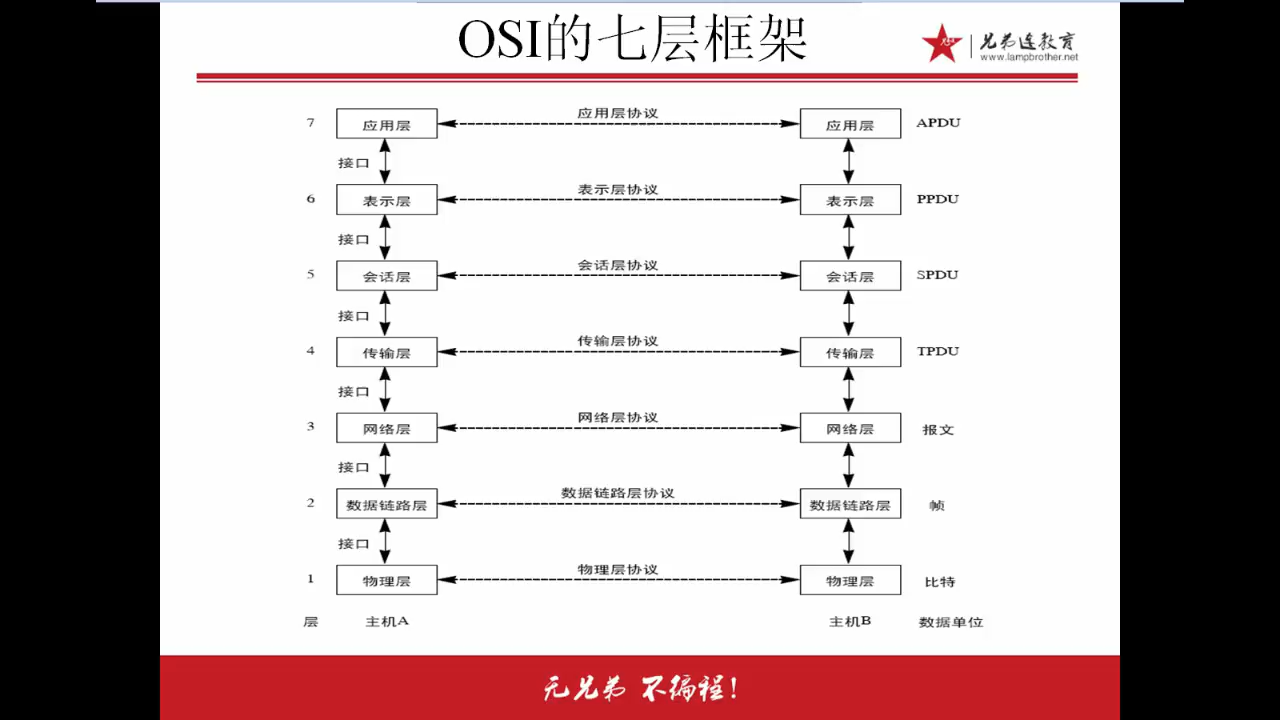 OSI的七层框架
兄弟连教育
www.lampbrother.net
7 应用层 应用层协议 应用层 APDU
接口
6 表示层 表示层协议 表示层 PPDU
接口
5 会话层 会话层协议 会话层 SPDU
接口
4 传输层 传输层协议 传输层 TPDU
接口
3 网络层 网络层协议 网络层 报文
接口
2 数据链路层 数据链路层协议 数据链路层 帧
接口
1 物理层 物理层协议 物理层 比特
层 主机A 主机B 数据单位
无兄弟 不编程!